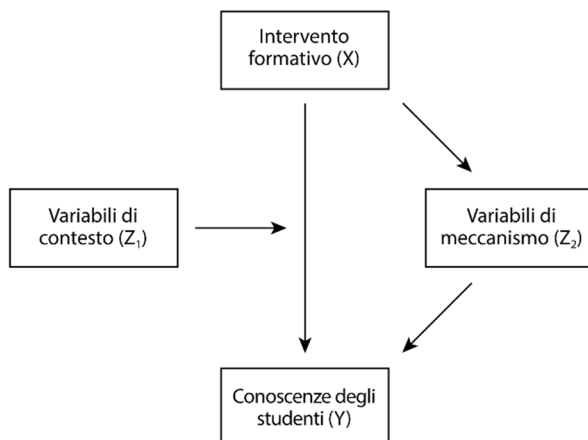 Intervento
formativo (X)
Variabili di
contesto (Z₁)
Variabili di
meccanismo (Z₂)
Conoscenze degli
studenti (Y)